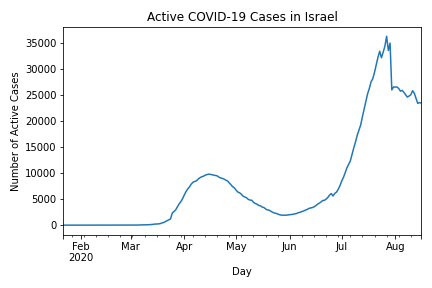 Active COVID-19 Cases in Israel
Number of Active Cases
35000
30000
25000
20000
15000
10000
5000
0
Feb Mar Apr May Jun Jul Aug
2020
Day